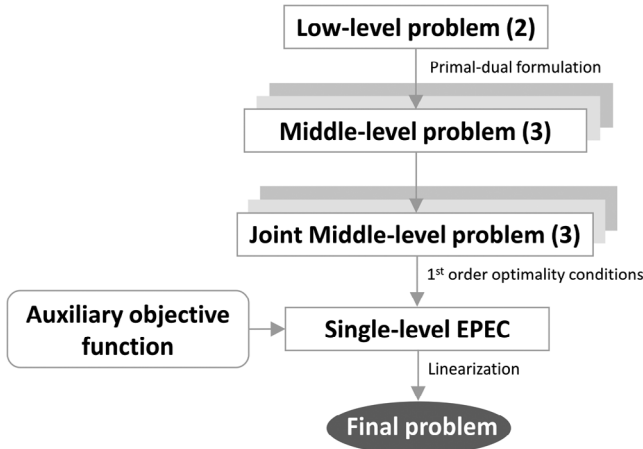 Low-level problem (2)
Primal-dual formulation
Middle-level problem (3)
Joint Middle-level problem (3)
1st order optimality conditions
Auxiliary objective
function
Single-level EPEC
Linearization
Final problem